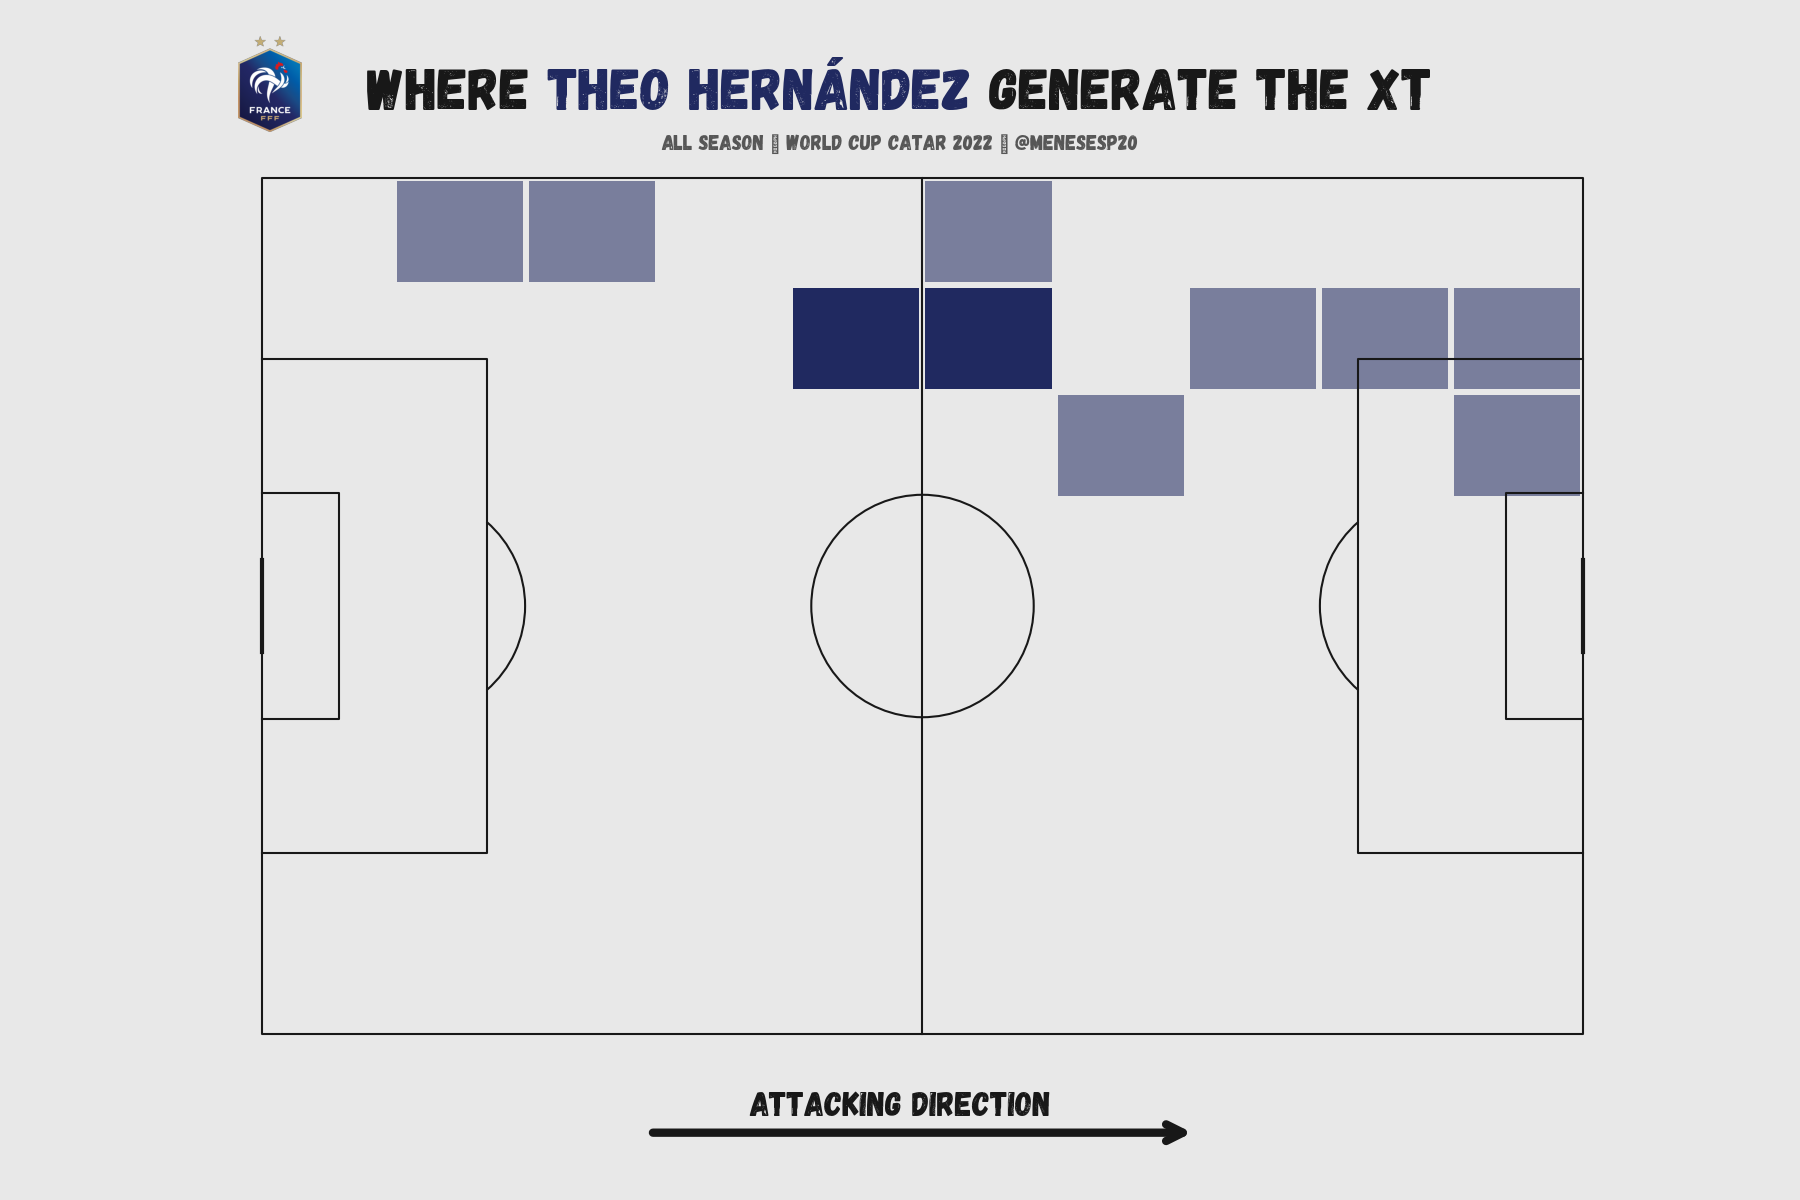 WHERE THEO HERNÁNDEZ GENERATE THE XT
ALL SEASON WORLD CUP CATAR 2022 @MENESESP20
FRANCE
FFF
ATTACKING DIRECTION